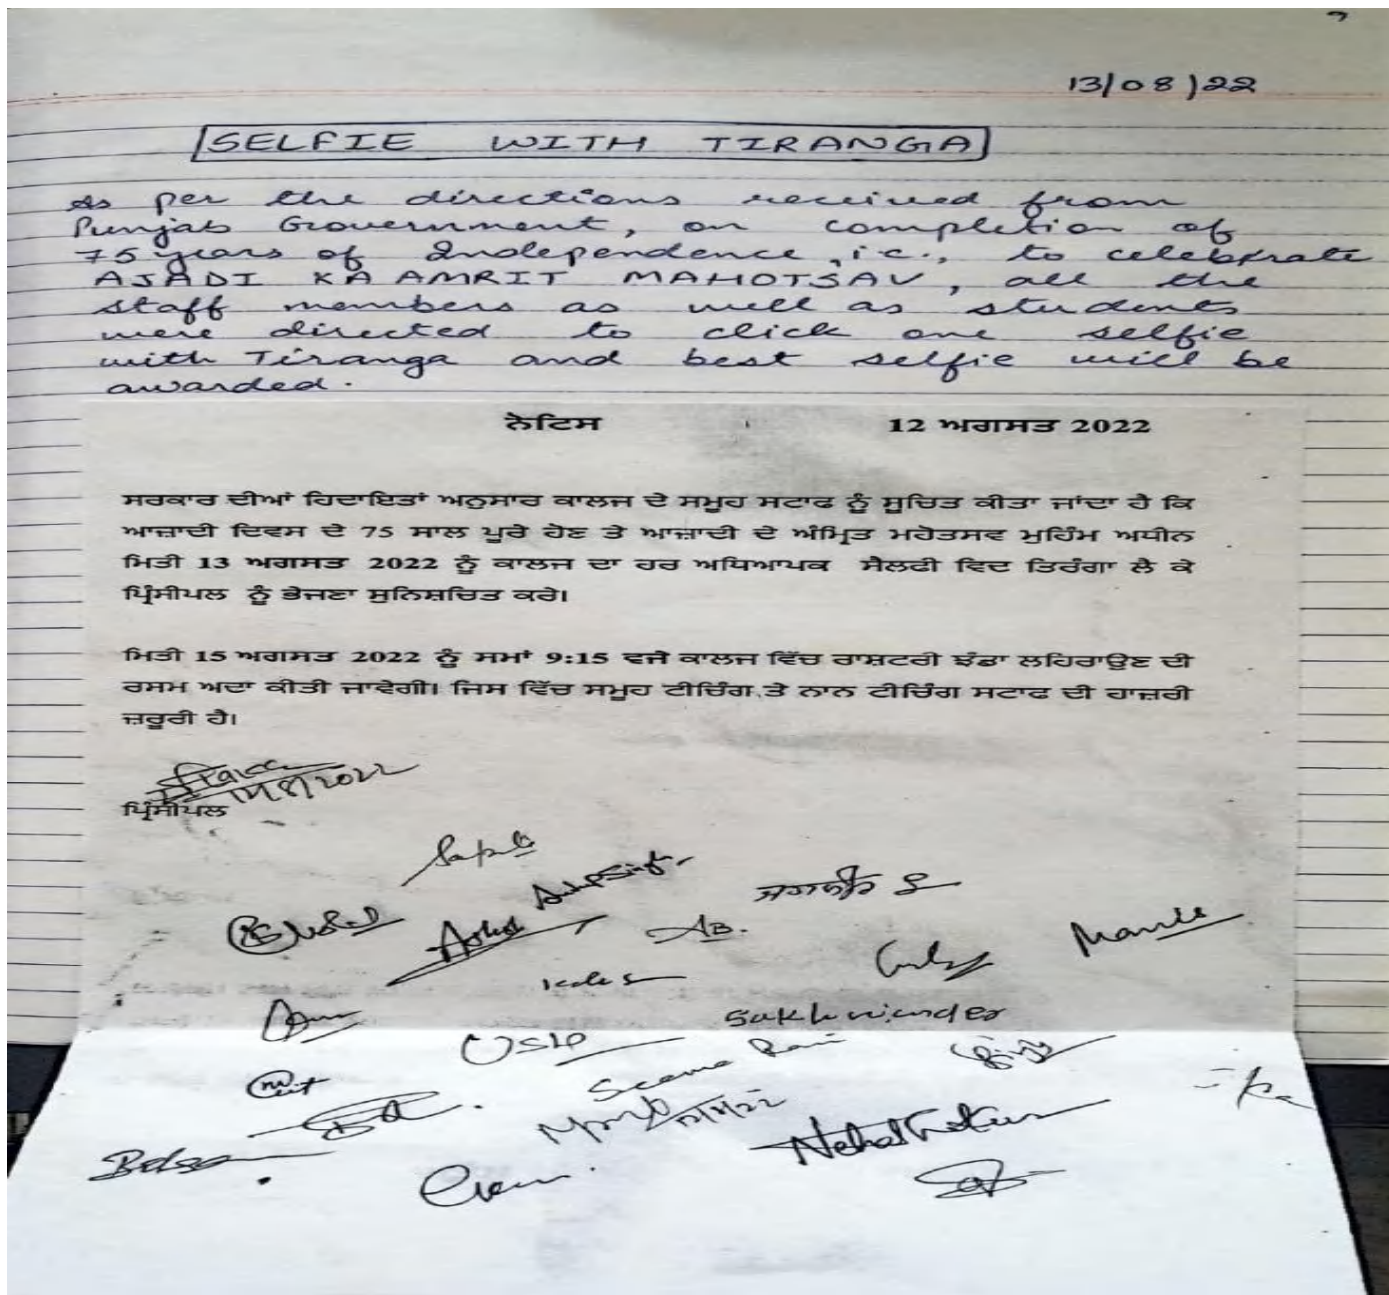 13/08/22
SELFIE WITH TIRANGA
As per the directions received from
Punjab Government, on completion of
75 years of Independence, i.e., to celebrate
AJADI KA AMRIT MAHOTSAV, all the
staff members as well as students
were directed to click one selfie
with Tiranga and best selfie will be
awarded.
ਨੋਟਿਸ 12 ਅਗਸਤ 2022
ਸਰਕਾਰ ਦੀਆਂ ਹਿਦਾਇਤਾਂ ਅਨੁਸਾਰ ਕਾਲਜ ਦੇ ਸਮੂਹ ਸਟਾਫ ਨੂੰ ਸੂਚਿਤ ਕੀਤਾ ਜਾਂਦਾ ਹੈ ਕਿ
ਆਜ਼ਾਦੀ ਦਿਵਸ ਦੇ 75 ਸਾਲ ਪੂਰੇ ਹੋਣ ਤੇ ਆਜ਼ਾਦੀ ਦੇ ਅੰਮ੍ਰਿਤ ਮਹੋਤਸਵ ਮੁਹਿੰਮ ਅਧੀਨ
ਮਿਤੀ 13 ਅਗਸਤ 2022 ਨੂੰ ਕਾਲਜ ਦਾ ਹਰ ਅਧਿਆਪਕ ਸੈਲਫੀ ਵਿਦ ਤਿਰੰਗਾ ਲੈ ਕੇ
ਪ੍ਰਿੰਸੀਪਲ ਨੂੰ ਭੇਜਣਾ ਸੁਨਿਸ਼ਚਿਤ ਕਰੇ।
ਮਿਤੀ 15 ਅਗਸਤ 2022 ਨੂੰ ਸਮਾਂ 9:15 ਵਜੇ ਕਾਲਜ ਵਿੱਚ ਰਾਸ਼ਟਰੀ ਝੰਡਾ ਲਹਿਰਾਉਣ ਦੀ
ਰਸਮ ਅਦਾ ਕੀਤੀ ਜਾਵੇਗੀ। ਜਿਸ ਵਿੱਚ ਸਮੂਹ ਟੀਚਿੰਗ ਤੇ ਨਾਨ ਟੀਚਿੰਗ ਸਟਾਫ ਦੀ ਹਾਜ਼ਰੀ
ਜ਼ਰੂਰੀ ਹੈ।
ਪ੍ਰਿੰਸੀਪਲ
Sukhwinder
Seema Rani